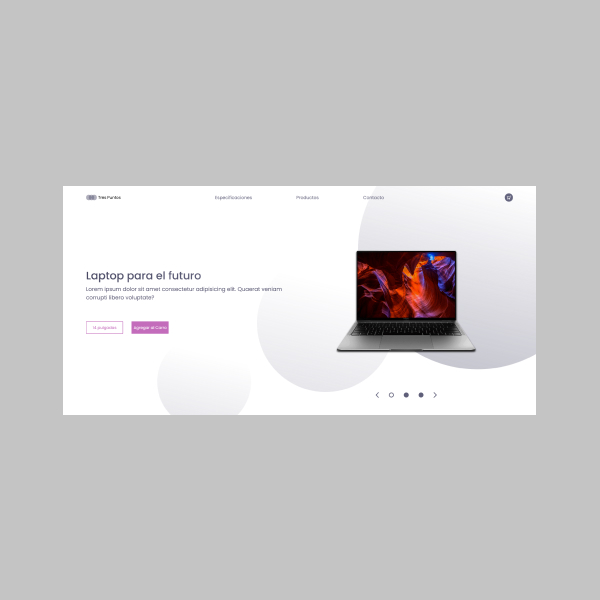 Tres Puntos
Especificaciones
Productos
Contacto
Laptop para el futuro
Lorem ipsum dolor sit amet consectetur adipisicing elit. Quaerat veniam
corrupti libero voluptate?
pulgadas
Agregar al Carro